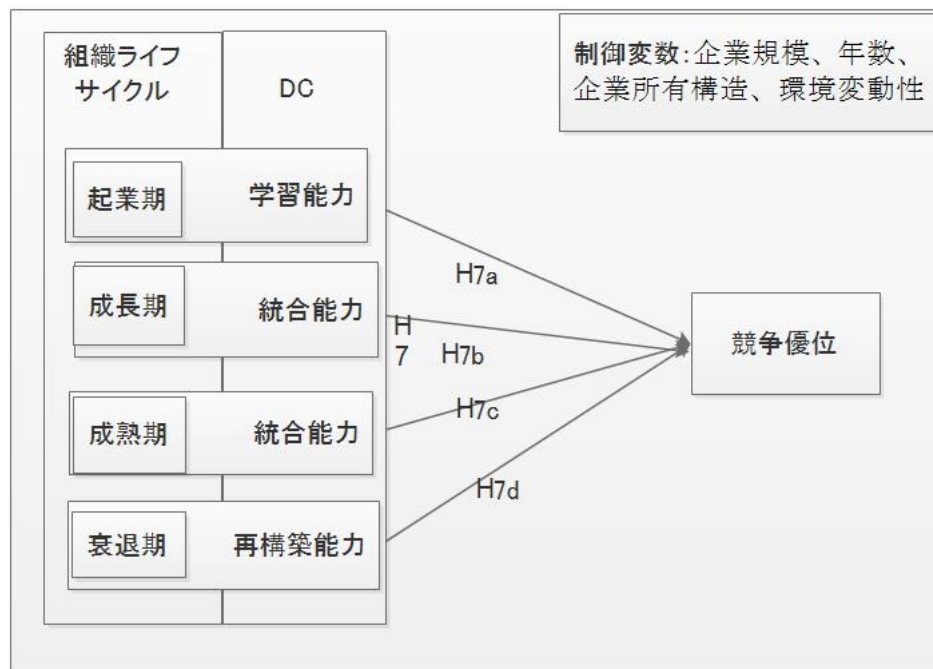 組織ライフ
サイクル
DC
制御変数:企業規模、年数、
企業所有構造、環境変動性
起業期
学習能力
H7a
成長期
統合能力
H
7
H7b
競争優位
成熟期
統合能力
H7c
H7d
衰退期
再構築能力